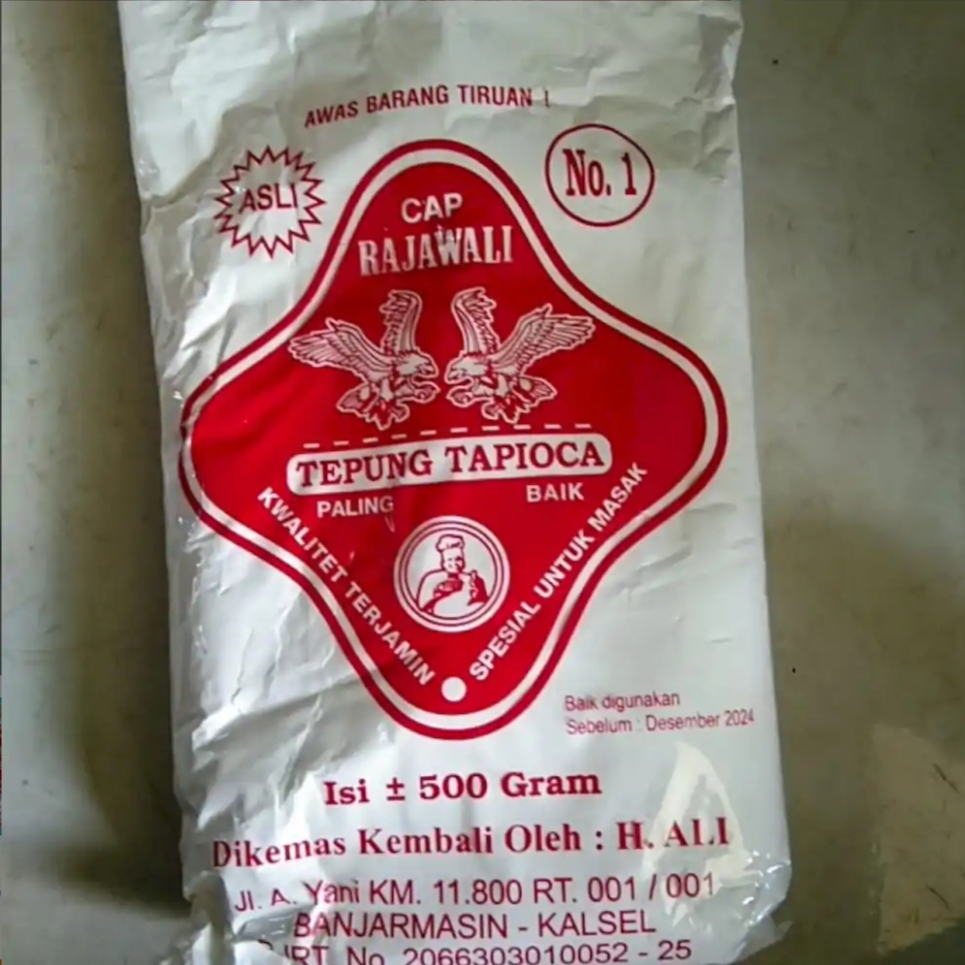 AWAS BARANG TIRUAN !
ASLI
No. 1
CAP
RAJAWALI
TEPUNG TAPIOCA
PALING BAIK
KWALITET TERJAMIN
SPESIAL UNTUK MASAK
Baik digunakan
Sebelum : Desember 2024
Isi ± 500 Gram
Dikemas Kembali Oleh : H. ALI
Jl. A. Yani KM. 11.800 RT. 001 / 001
BANJARMASIN - KALSEL
IRT. No. 2066303010052 - 25